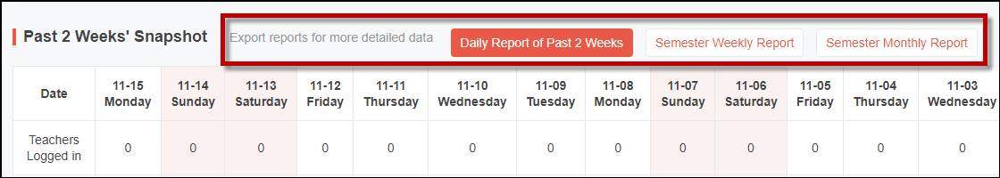 Past 2 Weeks' Snapshot Export reports for more detailed data Daily Report of Past 2 Weeks Semester Weekly Report Semester Monthly Report
Date 11-15 Monday 11-14 Sunday 11-13 Saturday 11-12 Friday 11-11 Thursday 11-10 Wednesday 11-09 Tuesday 11-08 Monday 11-07 Sunday 11-06 Saturday 11-05 Friday 11-04 Thursday 11-03 Wednesday
Teachers Logged in 0 0 0 0 0 0 0 0 0 0 0 0 0